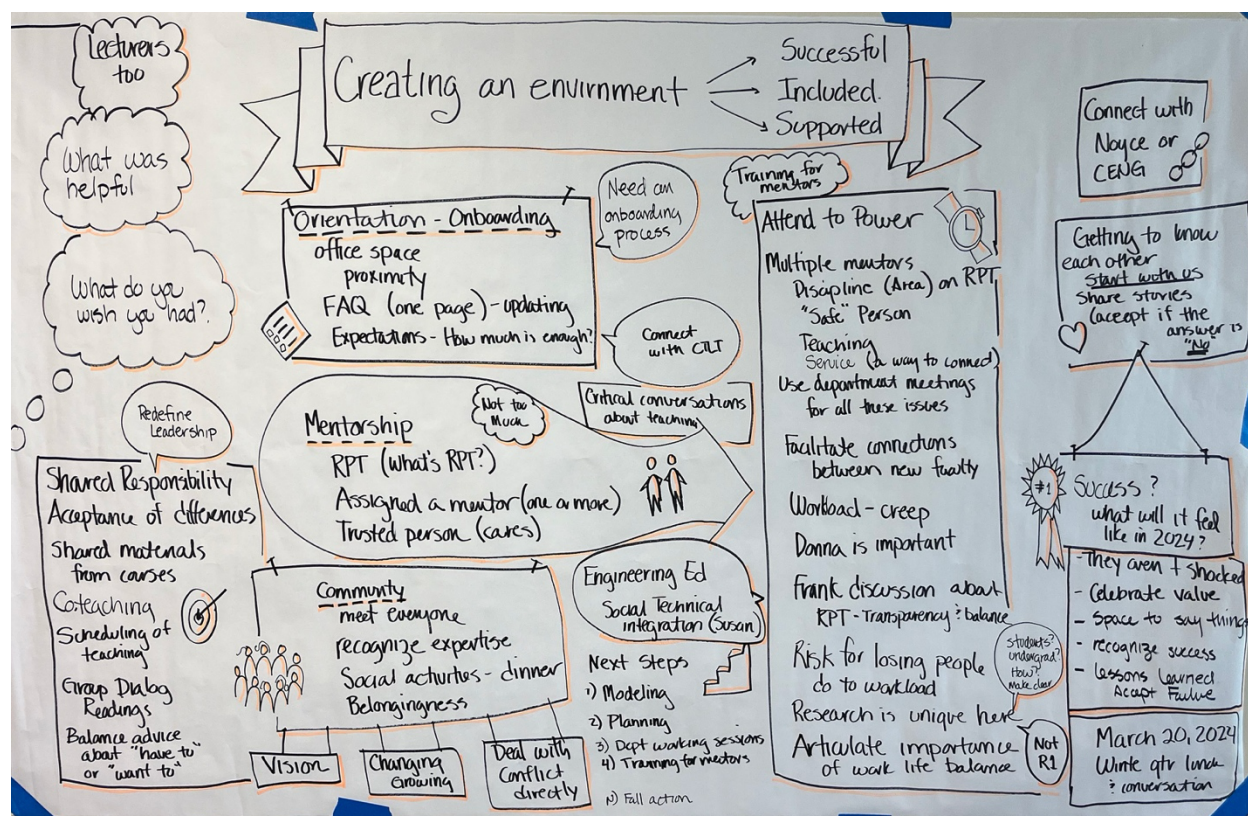 Lecturers
too
What was
helpful
What do you
wish you had?
Creating an envirnment
Successful
Included.
Supported
Connect with
Noyce or
CENG
Orientation - Onboarding
office space
proximity
FAQ (one page) - updating
Expectations - How much is enough?
Need an
onboarding
process
Connect
with CTLT
Training for
mentors
Attend to Power
Multiple mentors
Discipline (Area) on RPT
"Safe" Person
Teaching
Service (a way to connect)
Use department meetings
for all these issues
Facilitate connections
between new faculty
Workload - creep
Donna is important
Frank discussion about
RPT - Transparency & balance
Risk for losing people
do to workload
Research is unique here
Articulate importance
of work life balance
students?
undergrad?
How?
Make clear
Not
R1
Getting to know
each other
start with us
Share stories
(accept if the
answer is
"No"
Redefine
Leadership
Shared Responsibility
Acceptance of differences
Shared materials
from courses
Co-teaching
Scheduling of
teaching
Group Dialog
Readings
Balance advice
about "have to"
or "want to"
Mentorship
Not too
Much
RPT (What's RPT?)
Assigned a mentor (one or more)
Trusted person (cares)
Critical conversations
about teaching
Community
meet everyone
recognize expertise
Social activities - dinner
Belongingness
Vision
Changing
Growing
Deal with
Conflict
directly
Engineering Ed
Social Technical
integration (Susan)
Next Steps
1) Modeling
2) Planning
3) Dept working sessions
4) Training for mentors
N) Fall action
#1
Success?
what will it feel
like in 2024?
- They aren't shocked
- Celebrate value
- Space to say things
- recognize success
- lessons Learned
Accept Failure
March 20, 2024
Winte qtr lunch
& conversation